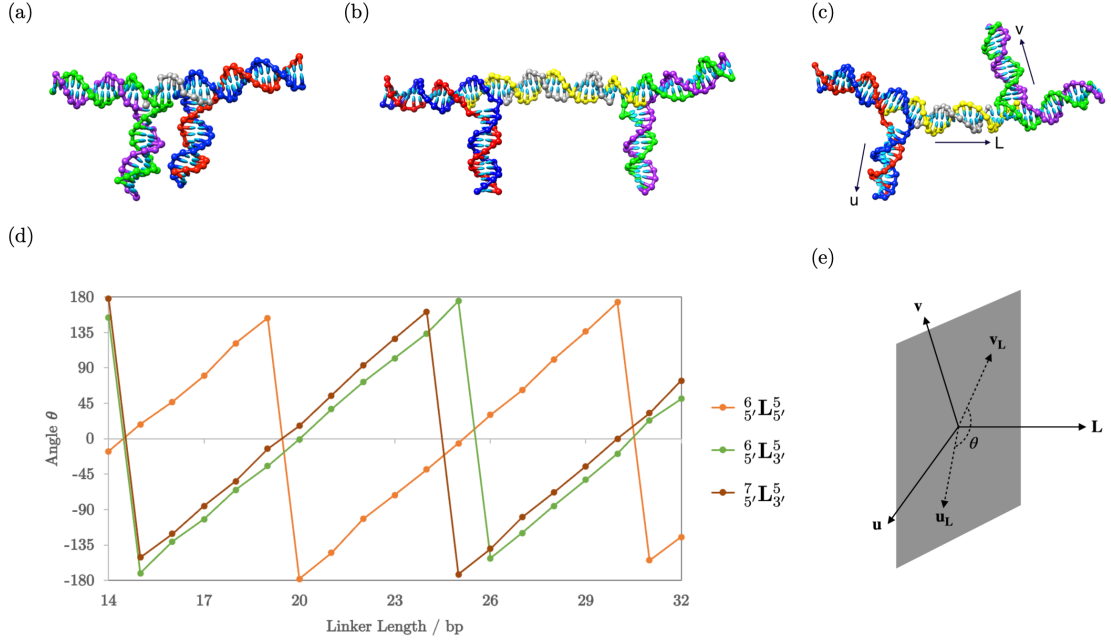 (a)
(b)
(c)
v
L
u
(d)
180
135
90
45
0
-45
-90
-135
-180
Angle θ
14
17
20
23
26
29
32
Linker Length / bp
⁶₅′L⁵₅′
⁶₅′L⁵₃′
⁷₅′L⁵₃′
(e)
v
v_L
L
θ
u_L
u